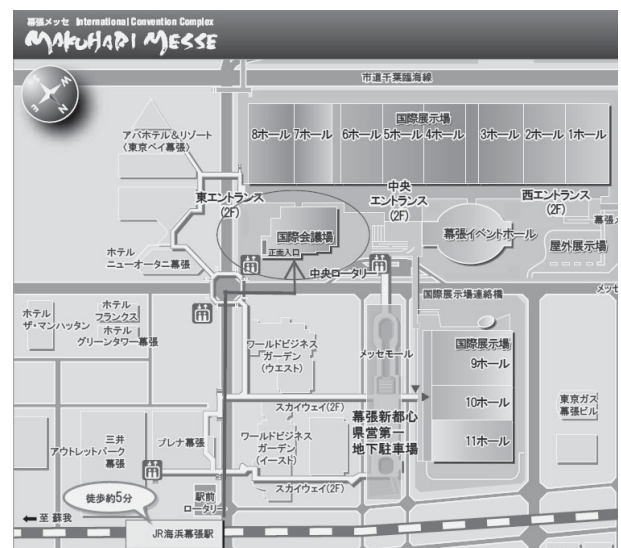 幕張メッセ International Convention Complex
MAKUHARI MESSE
W
S
N
E
市道千葉臨海線
アパホテル&リゾート
〈東京ベイ幕張〉
国際展示場
8ホール
7ホール
6ホール
5ホール
4ホール
3ホール
2ホール
1ホール
東エントランス
(2F)
中央
エントランス
(2F)
西エントランス
(2F)
国際会議場
正面入口
幕張イベントホール
幕張メ
屋外展示場
ホテル
ニューオータニ幕張
中央ロータリー
メッセ
国際展示場連絡橋
ホテル
ザ・マンハッタン
ホテル
フランクス
ホテル
グリーンタワー幕張
ワールドビジネス
ガーデン
(ウエスト)
メッセモール
国際展示場
9ホール
10ホール
11ホール
東京ガス
幕張ビル
スカイウェイ(2F)
幕張新都心
県営第一
地下駐車場
三井
アウトレットパーク
幕張
プレナ幕張
ワールドビジネス
ガーデン
(イースト)
スカイウェイ(2F)
徒歩約5分
駅前
ロータリー
至 蘇我
JR海浜幕張駅